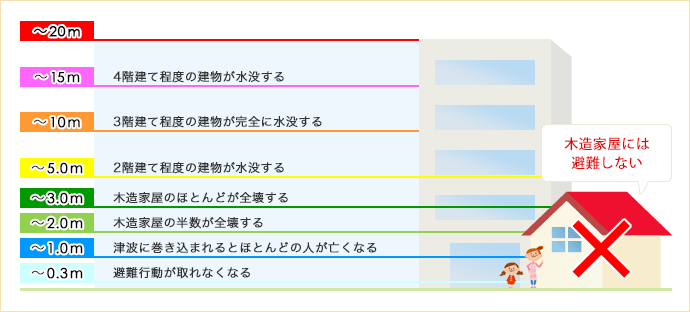 ～20m
～15m 4階建て程度の建物が水没する
～10m 3階建て程度の建物が完全に水没する
～5.0m 2階建て程度の建物が水没する
～3.0m 木造家屋のほとんどが全壊する
～2.0m 木造家屋の半数が全壊する
～1.0m 津波に巻き込まれるとほとんどの人が亡くなる
～0.3m 避難行動が取れなくなる
木造家屋には
避難しない